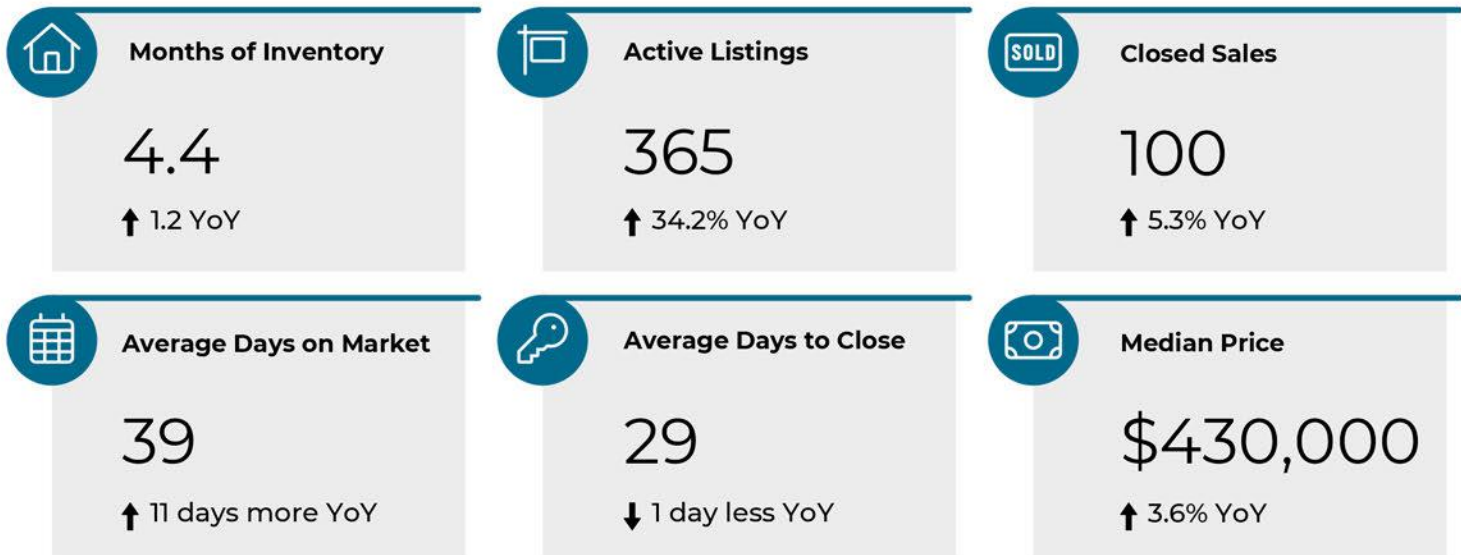 Months of Inventory
4.4
↑ 1.2 YoY
Active Listings
365
↑ 34.2% YoY
SOLD
Closed Sales
100
↑ 5.3% YoY
Average Days on Market
39
↑ 11 days more YoY
Average Days to Close
29
↓ 1 day less YoY
Median Price
$430,000
↑ 3.6% YoY